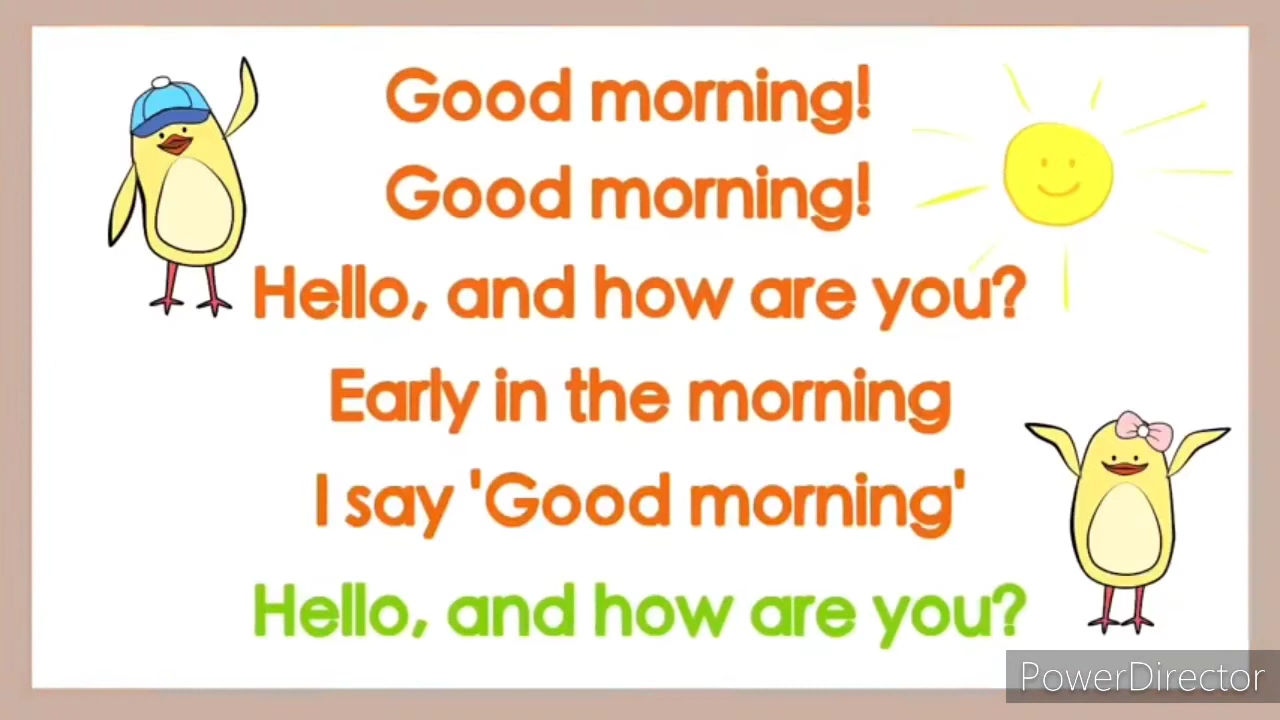 Good morning!
Good morning!
Hello, and how are you?
Early in the morning
I say 'Good morning'
Hello, and how are you?
PowerDirector